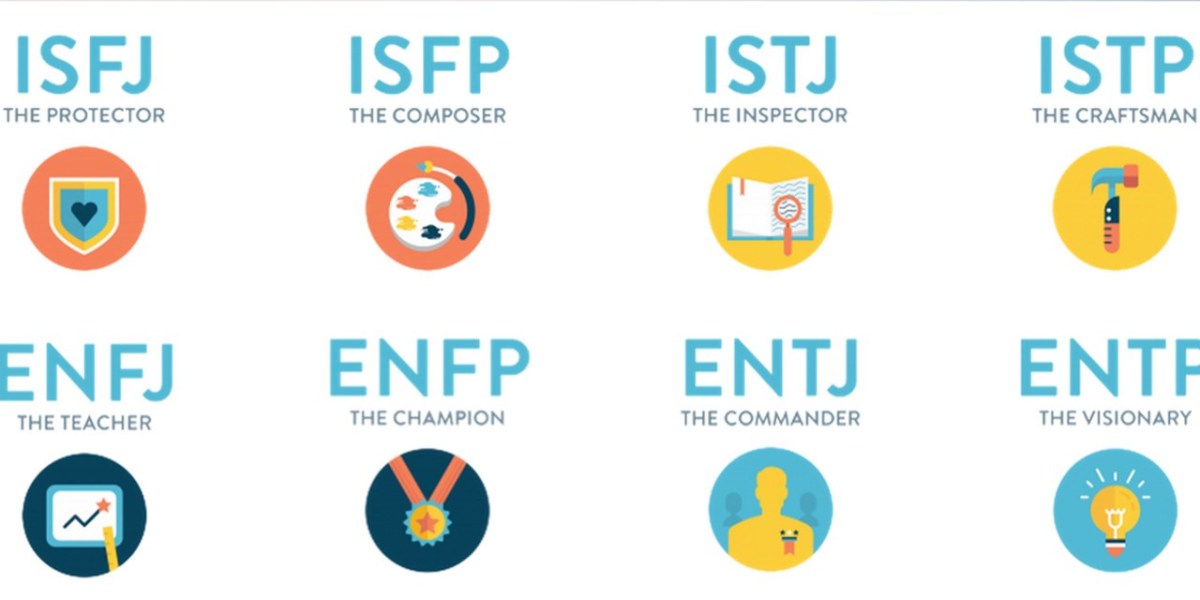 ISFJ
THE PROTECTOR
ISFP
THE COMPOSER
ISTJ
THE INSPECTOR
ISTP
THE CRAFTSMAN
ENFJ
THE TEACHER
ENFP
THE CHAMPION
ENTJ
THE COMMANDER
ENTP
THE VISIONARY